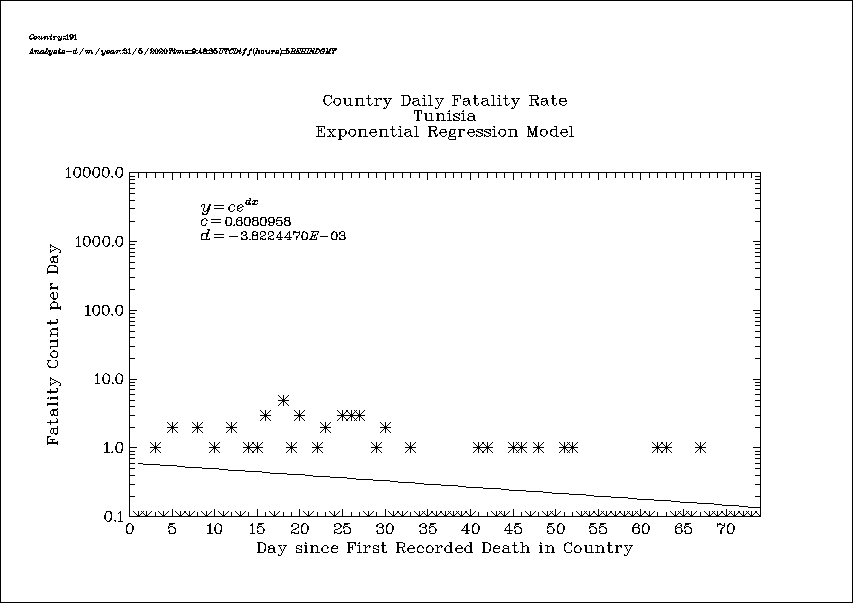 Country:191
Analysis-d/m/year:31/5/2020Time:9:48:35UTCDiff(hours):5BEHINDGMT
Country Daily Fatality Rate
Tunisia
Exponential Regression Model
y=ce^dx
c=0.6080958
d=-3.8224470E-03
Fatality Count per Day
10000.0
1000.0
100.0
10.0
1.0
0.1
0 5 10 15 20 25 30 35 40 45 50 55 60 65 70
Day since First Recorded Death in Country